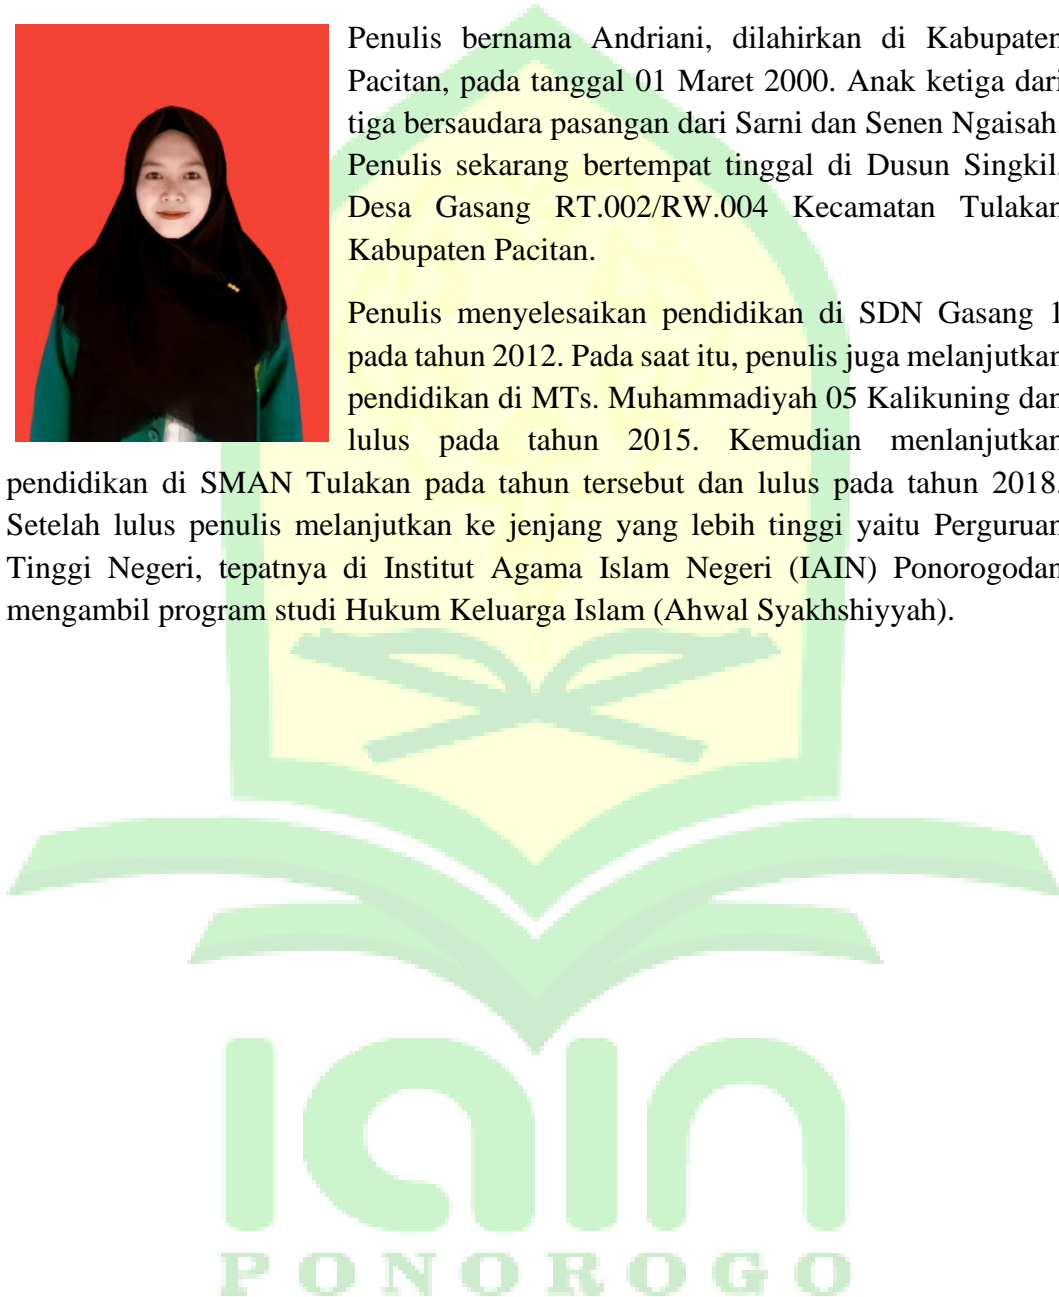 Penulis bernama Andriani, dilahirkan di Kabupaten
Pacitan, pada tanggal 01 Maret 2000. Anak ketiga dari
tiga bersaudara pasangan dari Sarni dan Senen Ngaisah.
Penulis sekarang bertempat tinggal di Dusun Singkil,
Desa Gasang RT.002/RW.004 Kecamatan Tulakan
Kabupaten Pacitan.
Penulis menyelesaikan pendidikan di SDN Gasang 1
pada tahun 2012. Pada saat itu, penulis juga melanjutkan
pendidikan di MTs. Muhammadiyah 05 Kalikuning dan
lulus pada tahun 2015. Kemudian menlanjutkan
pendidikan di SMAN Tulakan pada tahun tersebut dan lulus pada tahun 2018.
Setelah lulus penulis melanjutkan ke jenjang yang lebih tinggi yaitu Perguruan
Tinggi Negeri, tepatnya di Institut Agama Islam Negeri (IAIN) Ponorogodan
mengambil program studi Hukum Keluarga Islam (Ahwal Syakhshiyyah).
iain
PONOROGO